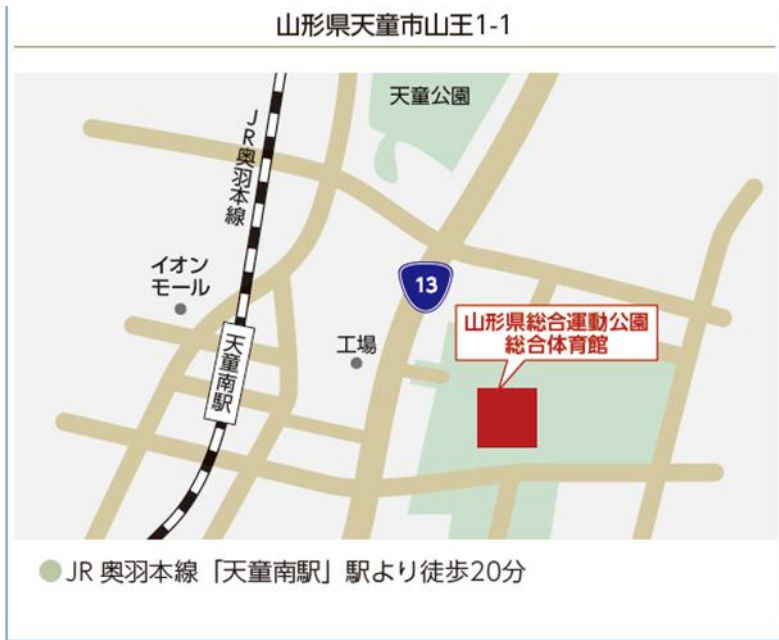 山形県天童市山王1-1
天童公園
JR奥羽本線
イオン
モール
13
山形県総合運動公園
総合体育館
工場
天童南駅
●JR 奥羽本線「天童南駅」駅より徒歩20分